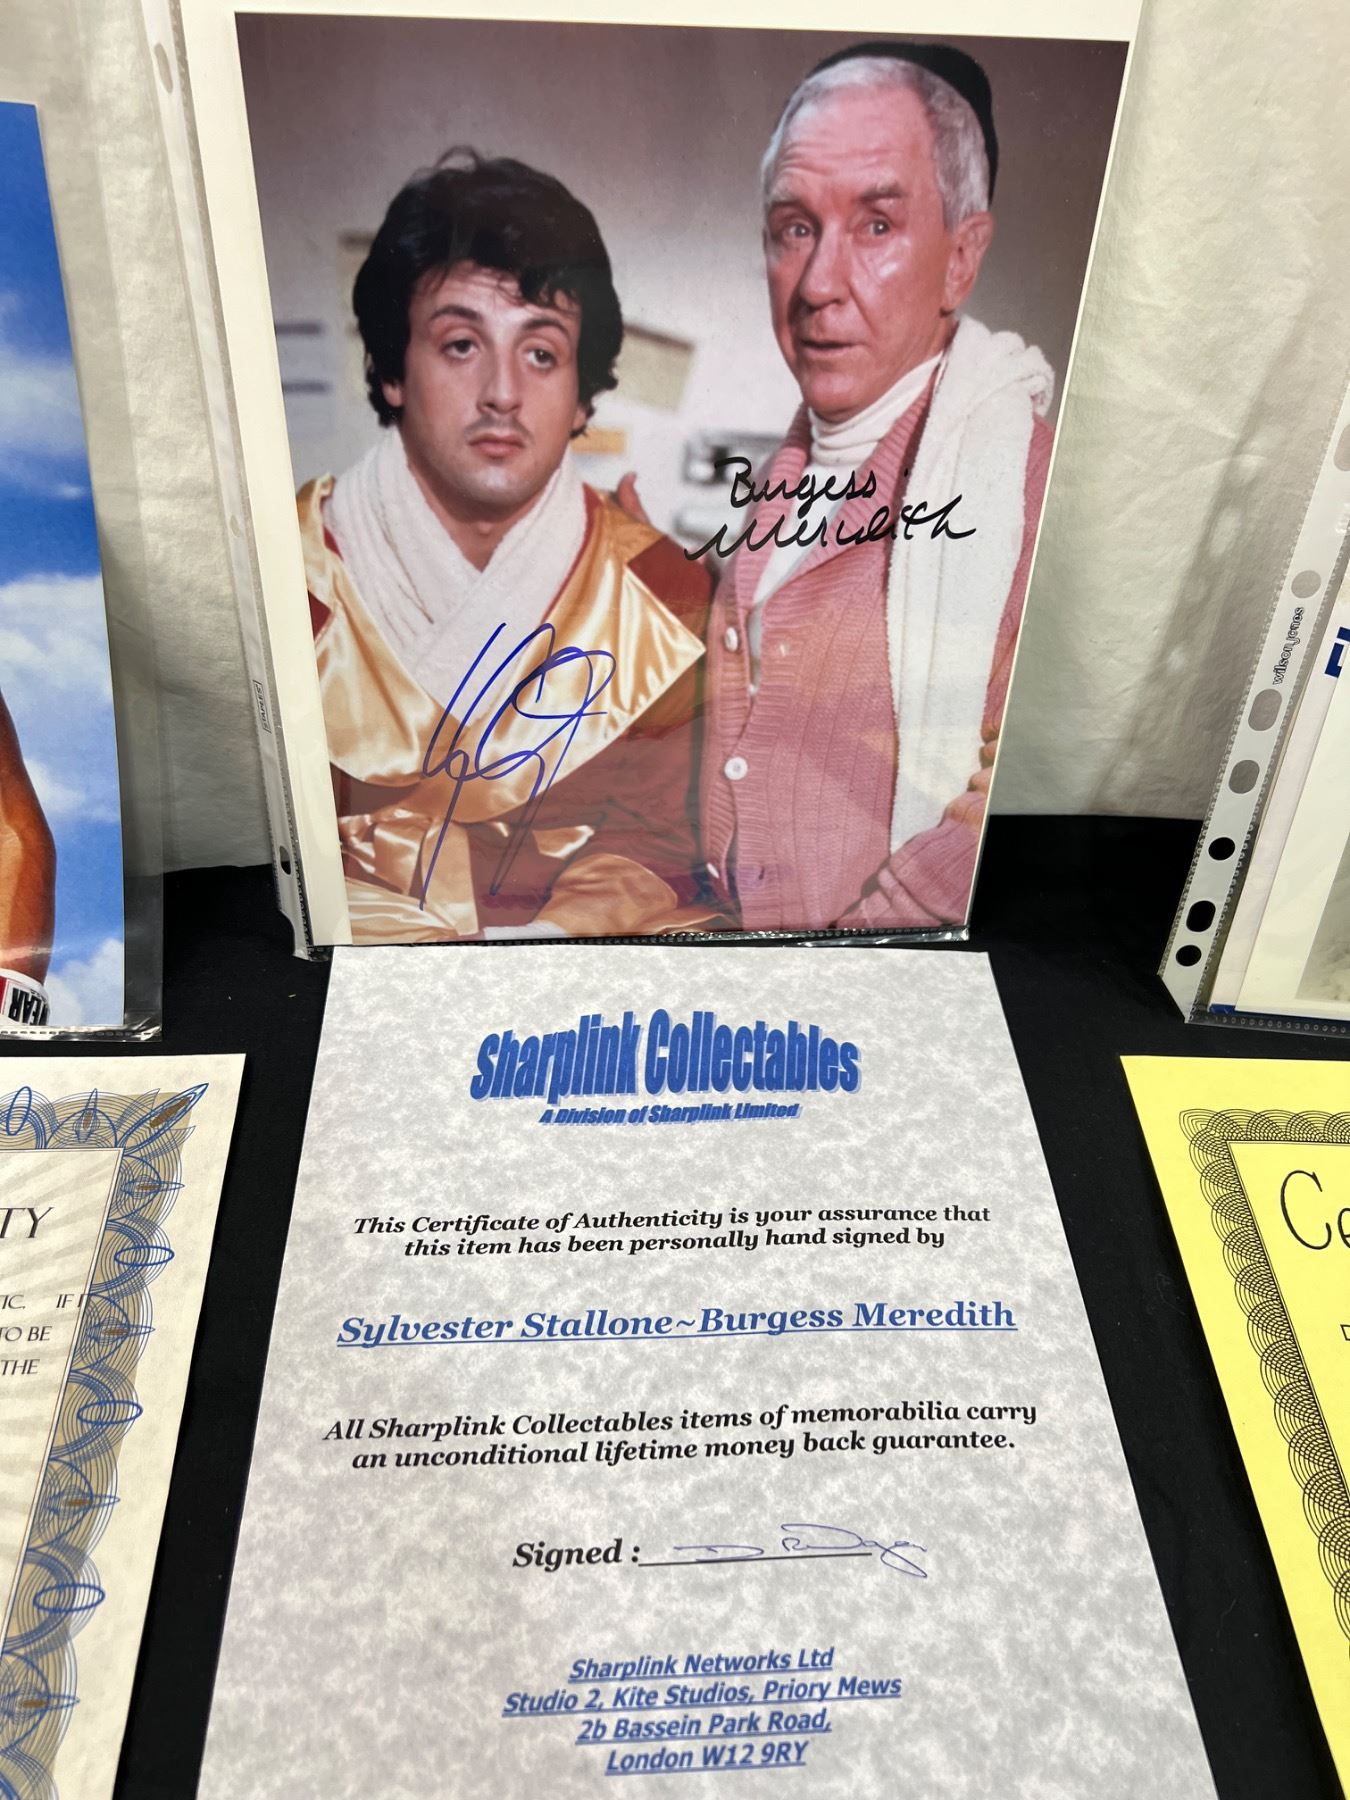 Burgess
Meredith
STAPLES
wilson jones
Sharplink Collectables
A Division of Sharplink Limited
This Certificate of Authenticity is your assurance that
this item has been personally hand signed by
Sylvester Stallone~Burgess Meredith
All Sharplink Collectables items of memorabilia carry
an unconditional lifetime money back guarantee.
Signed :
Sharplink Networks Ltd
Studio 2, Kite Studios, Priory Mews
2b Bassein Park Road,
London W12 9RY
TY
IC. IF
TO BE
THE